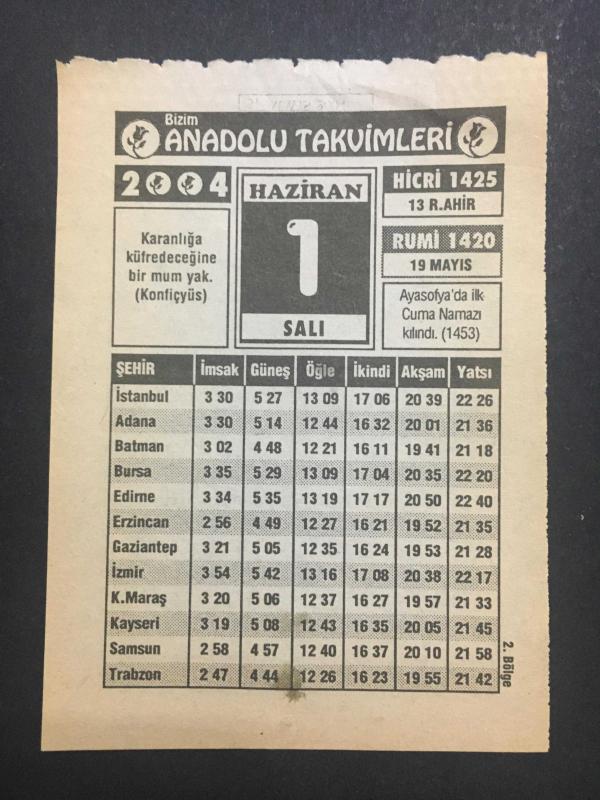 Bizim
ANADOLU TAKVİMLERİ
2004
HAZİRAN
1
SALI
HİCRİ 1425
13 R.AHİR
RUMİ 1420
19 MAYIS
Karanlığa
küfredeceğine
bir mum yak.
(Konfiçyüs)
Ayasofya'da ilk
Cuma Namazı
kılındı. (1453)
ŞEHİR İmsak Güneş Öğle İkindi Akşam Yatsı
İstanbul 3 30 5 27 13 09 17 06 20 39 22 26
Adana 3 30 5 14 12 44 16 32 20 01 21 36
Batman 3 02 4 48 12 21 16 11 19 41 21 18
Bursa 3 35 5 29 13 09 17 04 20 35 22 20
Edirne 3 34 5 35 13 19 17 17 20 50 22 40
Erzincan 2 56 4 49 12 27 16 21 19 52 21 35
Gaziantep 3 21 5 05 12 35 16 24 19 53 21 28
İzmir 3 54 5 42 13 16 17 08 20 38 22 17
K.Maraş 3 20 5 06 12 37 16 27 19 57 21 33
Kayseri 3 19 5 08 12 43 16 35 20 05 21 45
Samsun 2 58 4 57 12 40 16 37 20 10 21 58
Trabzon 2 47 4 44 12 26 16 23 19 55 21 42
2. Bölge